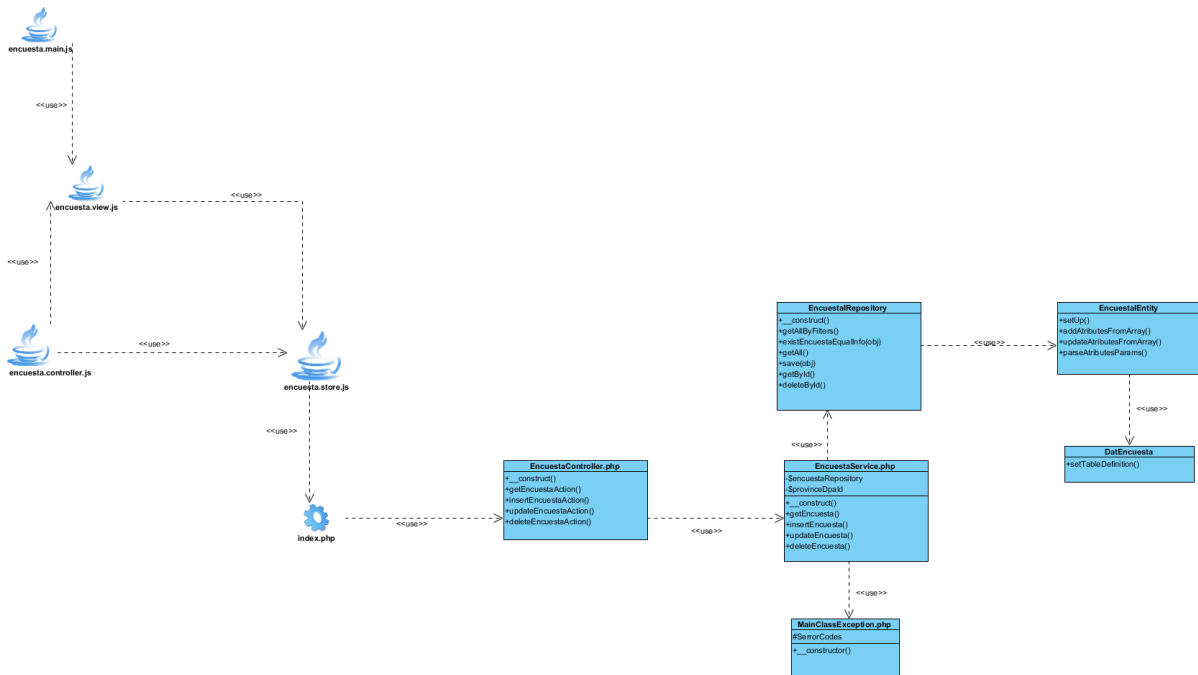 encuesta.main.js
<<use>>
encuesta.view.js
<<use>>
<<use>>
encuesta.controller.js
<<use>>
encuesta.store.js
<<use>>
index.php
<<use>>
EncuestaController.php
+__construct()
+getEncuestaAction()
+insertEncuestaAction()
+updateEncuestaAction()
+deleteEncuestaAction()
<<use>>
EncuestaService.php
-$encuestaRepository
-$provinceDpaId
+__construct()
+getEncuesta()
+insertEncuesta()
+updateEncuesta()
+deleteEncuesta()
<<use>>
EncuestalRepository
+__construct()
+getAllByFilters()
+existEncuestaEqualInfo(obj)
+getAll()
+save(obj)
+getById()
+deleteById()
<<use>>
EncuestalEntity
+setUp()
+addAtributesFromArray()
+updateAtributesFromArray()
+parseAtributesParams()
<<use>>
DatEncuesta
+setTableDefinition()
<<use>>
MainClassException.php
#SerrorCodes
+__constructor()